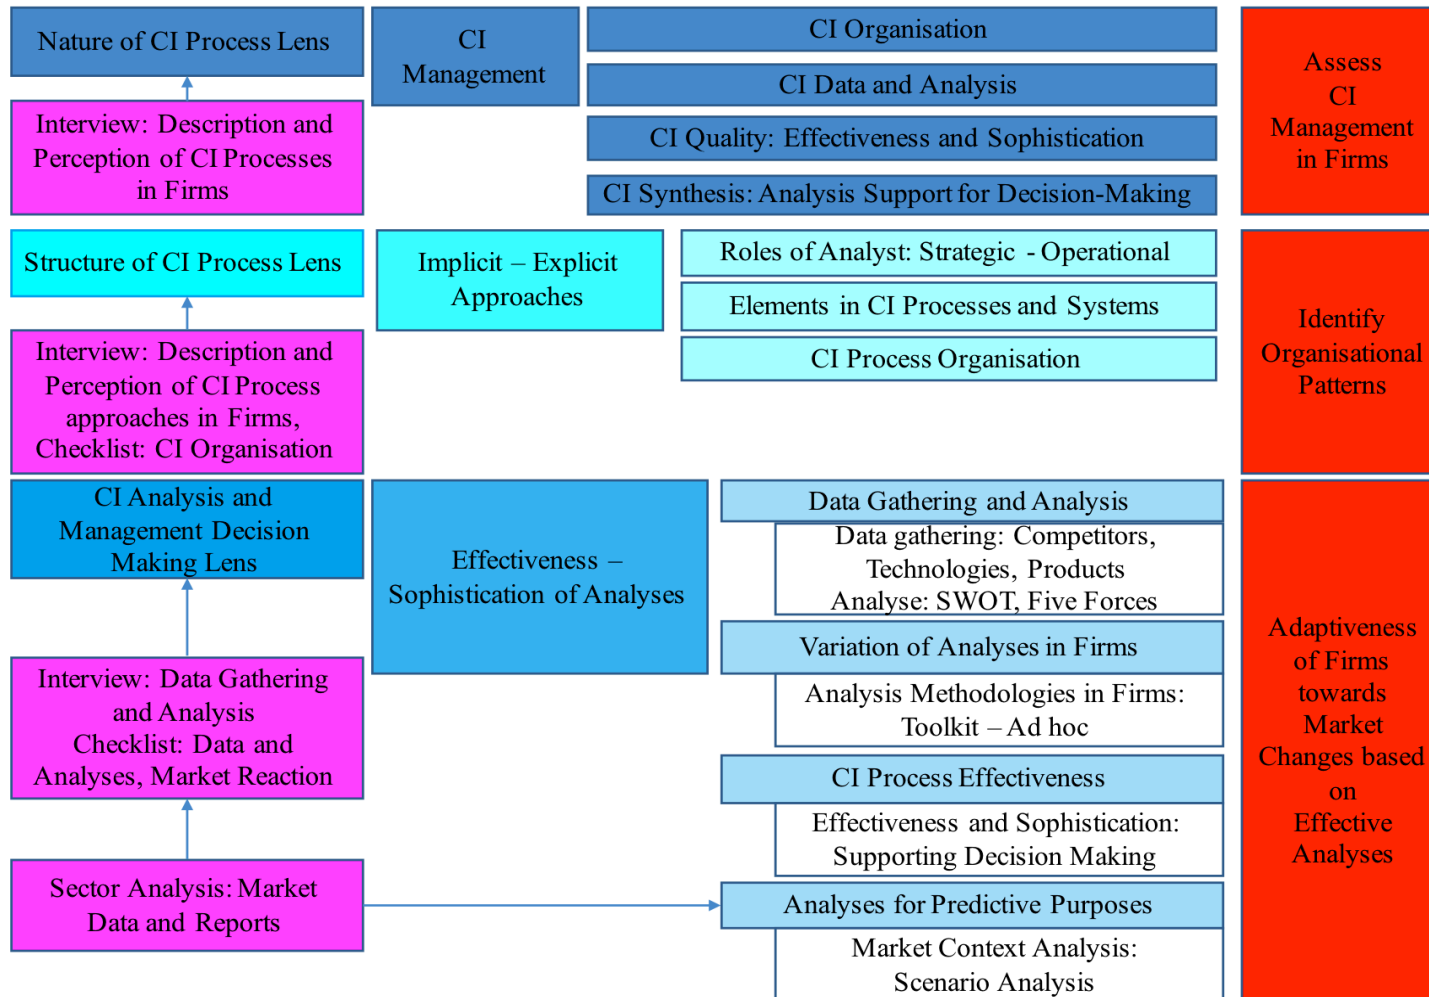 Nature of CI Process Lens
Interview: Description and
Perception of CI Processes
in Firms
CI
Management
CI Organisation
CI Data and Analysis
CI Quality: Effectiveness and Sophistication
CI Synthesis: Analysis Support for Decision-Making
Assess
CI
Management
in Firms
Structure of CI Process Lens
Interview: Description and
Perception of CI Process
approaches in Firms,
Checklist: CI Organisation
Implicit – Explicit
Approaches
Roles of Analyst: Strategic - Operational
Elements in CI Processes and Systems
CI Process Organisation
Identify
Organisational
Patterns
CI Analysis and
Management Decision
Making Lens
Interview: Data Gathering
and Analysis
Checklist: Data and
Analyses, Market Reaction
Sector Analysis: Market
Data and Reports
Effectiveness –
Sophistication of Analyses
Data Gathering and Analysis
Data gathering: Competitors,
Technologies, Products
Analyse: SWOT, Five Forces
Variation of Analyses in Firms
Analysis Methodologies in Firms:
Toolkit – Ad hoc
CI Process Effectiveness
Effectiveness and Sophistication:
Supporting Decision Making
Analyses for Predictive Purposes
Market Context Analysis:
Scenario Analysis
Adaptiveness
of Firms
towards
Market
Changes based
on
Effective
Analyses